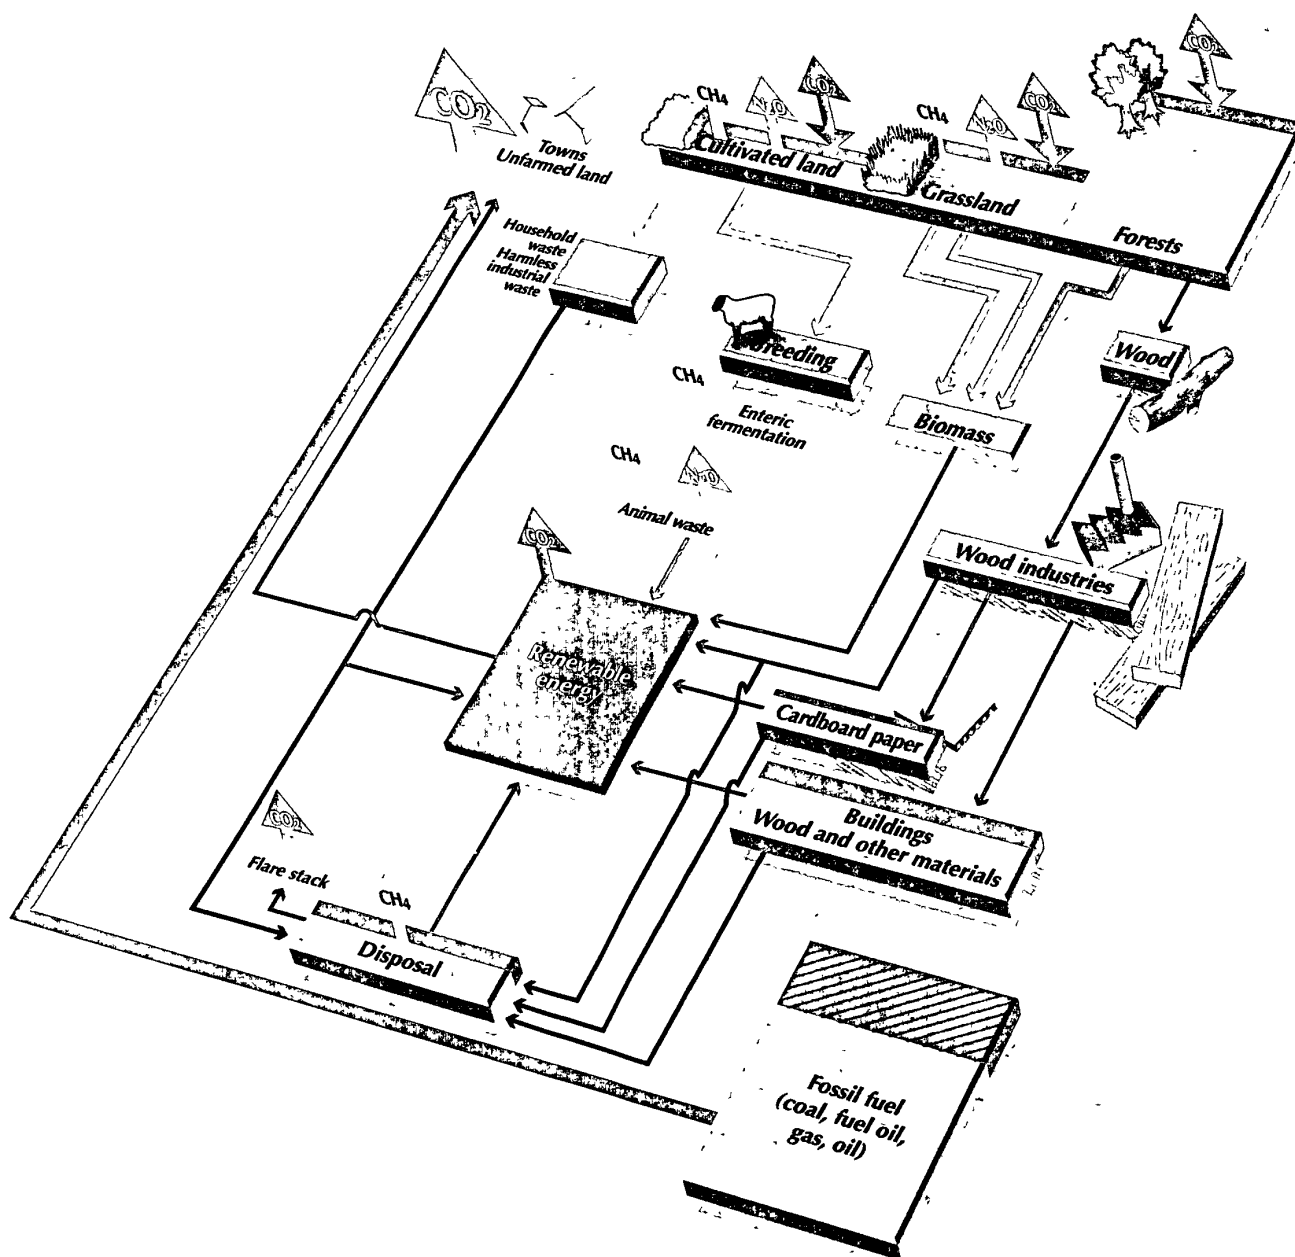 CO2
CO2
CH4
N2O
CO2
CH4
N2O
CO2
Towns
Unfarmed land
Cultivated land
Grassland
Forests
Household
waste
Harmless
industrial
waste
Breeding
Wood
CH4
Enteric
fermentation
Biomass
CH4
N2O
Animal waste
CO2
Wood industries
Renewable
energy
Cardboard paper
CO2
Buildings
Wood and other materials
Flare stack
CH4
Disposal
Fossil fuel
(coal, fuel oil,
gas, oil)